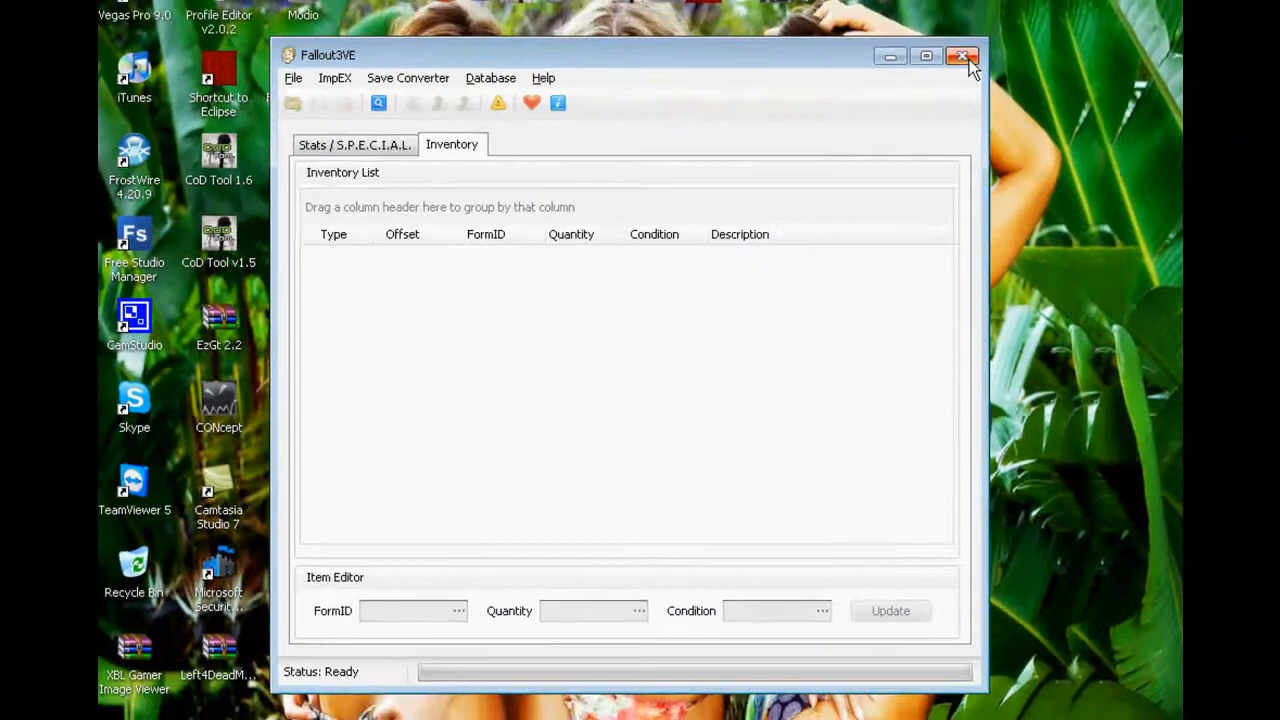 Vegas Pro 9.0
Profile Editor
v2.0.2
Modio
iTunes
Shortcut to
Eclipse
FrostWire
4.20.9
CoD Tool 1.6
Free Studio
Manager
CoD Tool v1.5
CamStudio
EzGt 2.2
Skype
CONcept
TeamViewer 5
Camtasia
Studio 7
Recycle Bin
Microsoft
Securit...
XBL Gamer
Image Viewer
Left4DeadM...
Fallout3VE
File ImpEX Save Converter Database Help
Stats / S.P.E.C.I.A.L. Inventory
Inventory List
Drag a column header here to group by that column
Type Offset FormID Quantity Condition Description
Item Editor
FormID ... Quantity ... Condition ... Update
Status: Ready